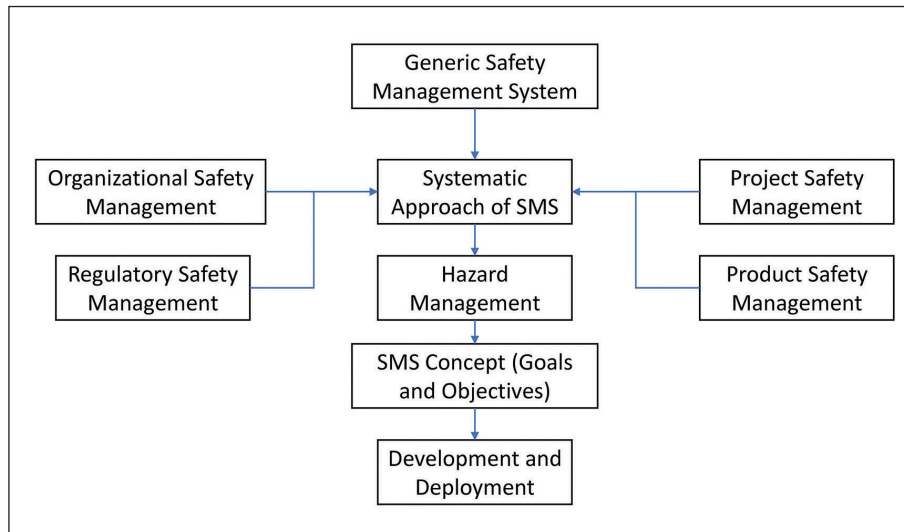 Generic Safety
Management System
Organizational Safety
Management
Systematic
Approach of SMS
Project Safety
Management
Regulatory Safety
Management
Hazard
Management
Product Safety
Management
SMS Concept (Goals
and Objectives)
Development and
Deployment